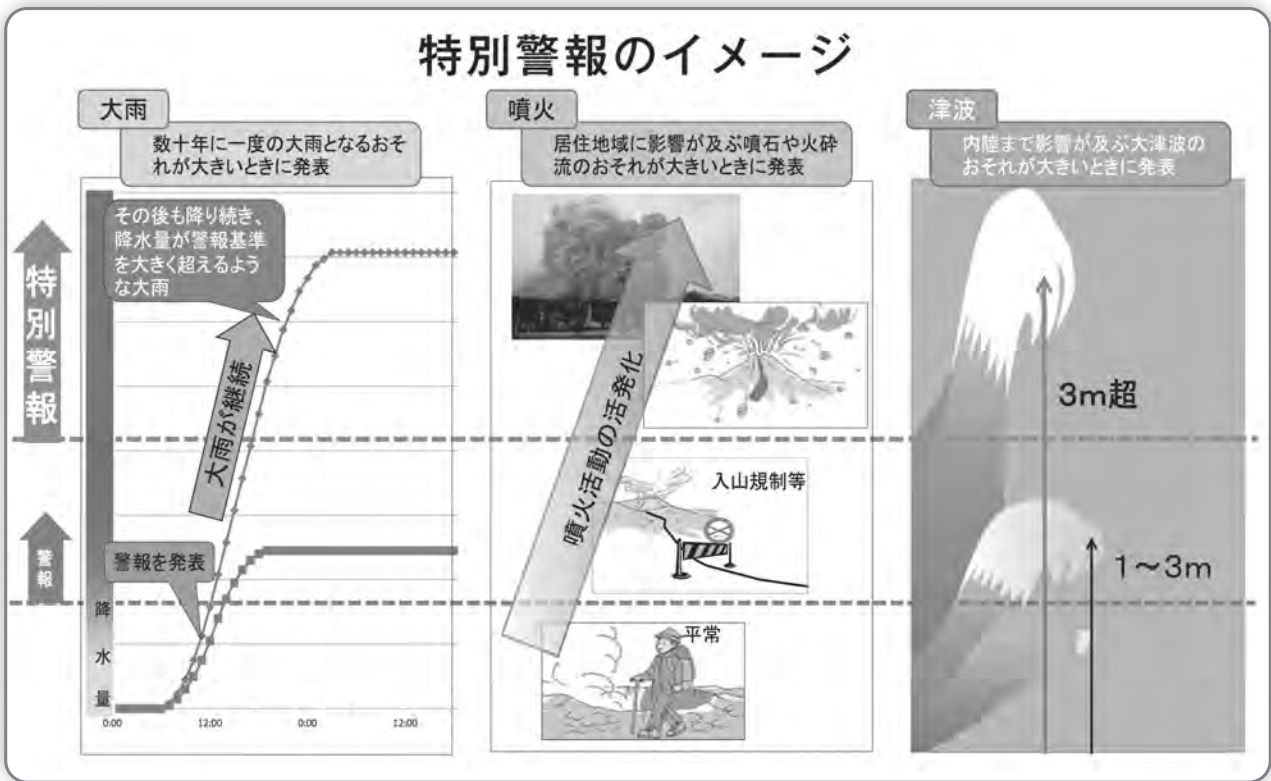 特別警報のイメージ
大雨
数十年に一度の大雨となるおそ
れが大きいときに発表
噴火
居住地域に影響が及ぶ噴石や火砕
流のおそれが大きいときに発表
津波
内陸まで影響が及ぶ大津波の
おそれが大きいときに発表
特別警報
警報
その後も降り続き、
降水量が警報基準
を大きく超えるよう
な大雨
大雨が継続
警報を発表
降水量
0:00
12:00
0:00
12:00
噴火活動の活発化
入山規制等
平常
3m超
1～3m